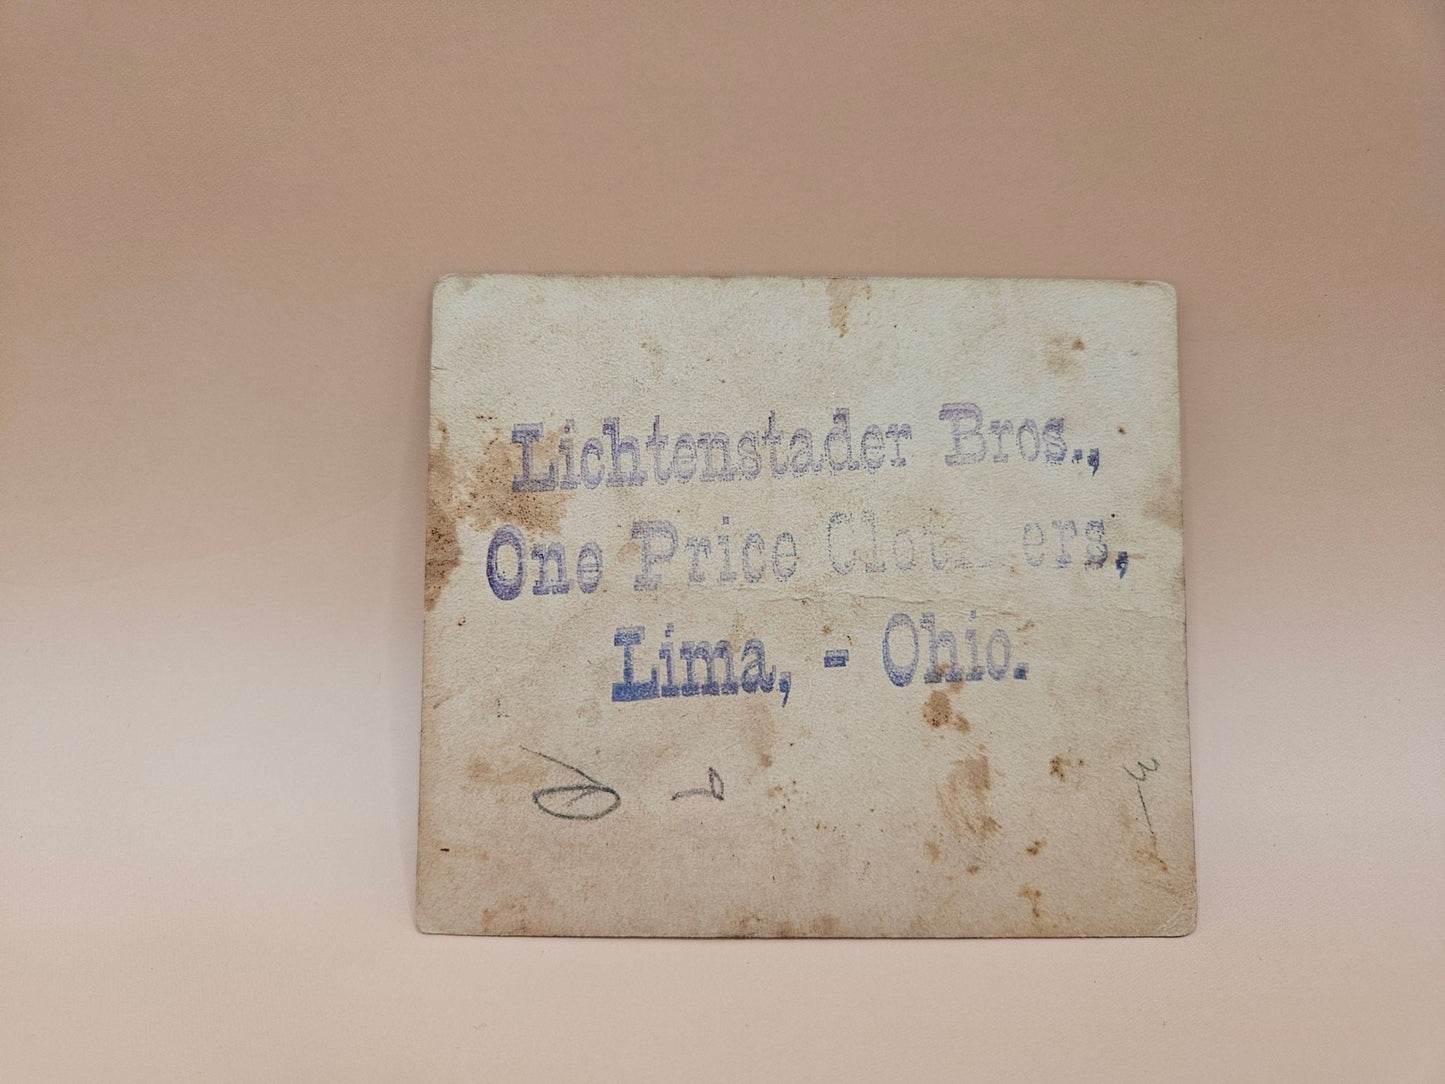 Lichtenstader Bros.,
One Price Clothiers,
Lima, - Ohio.